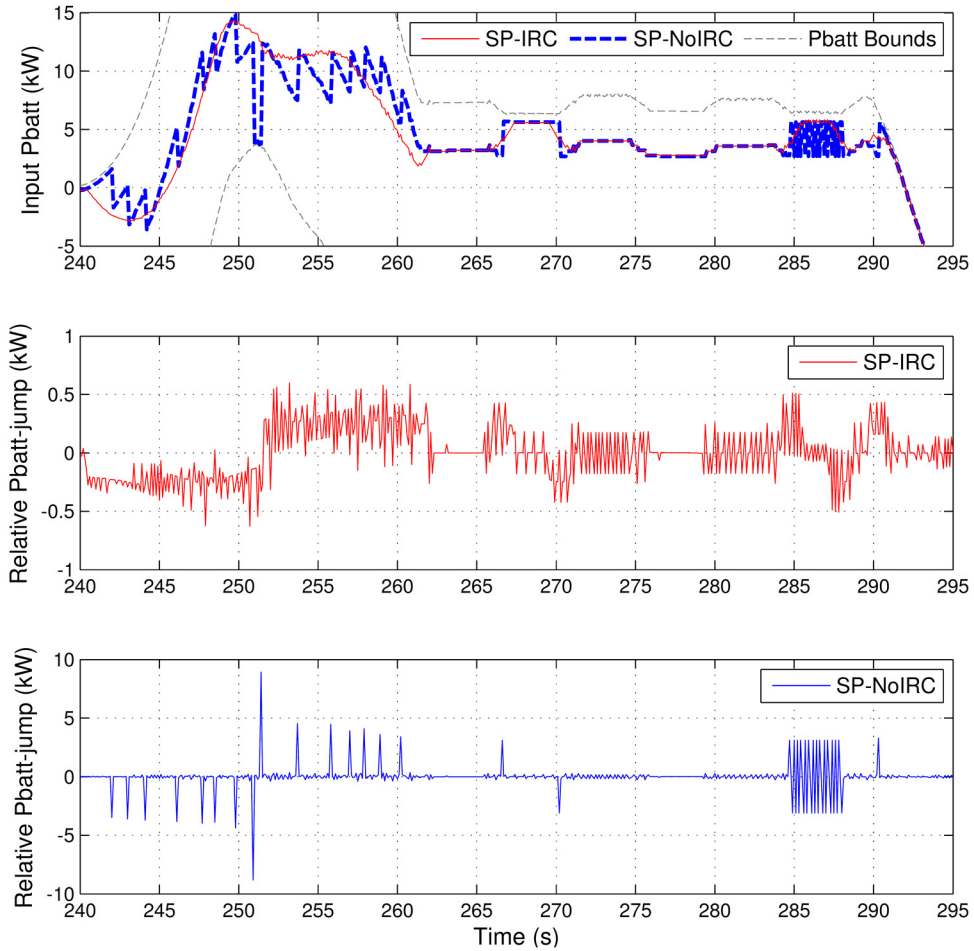 SP-IRC SP-NoIRC Pbatt Bounds
Input Pbatt (kW)
15
10
5
0
-5
240 245 250 255 260 265 270 275 280 285 290 295
SP-IRC
Relative Pbatt-jump (kW)
1
0.5
0
-0.5
-1
240 245 250 255 260 265 270 275 280 285 290 295
SP-NoIRC
Relative Pbatt-jump (kW)
10
5
0
-5
-10
240 245 250 255 260 265 270 275 280 285 290 295
Time (s)